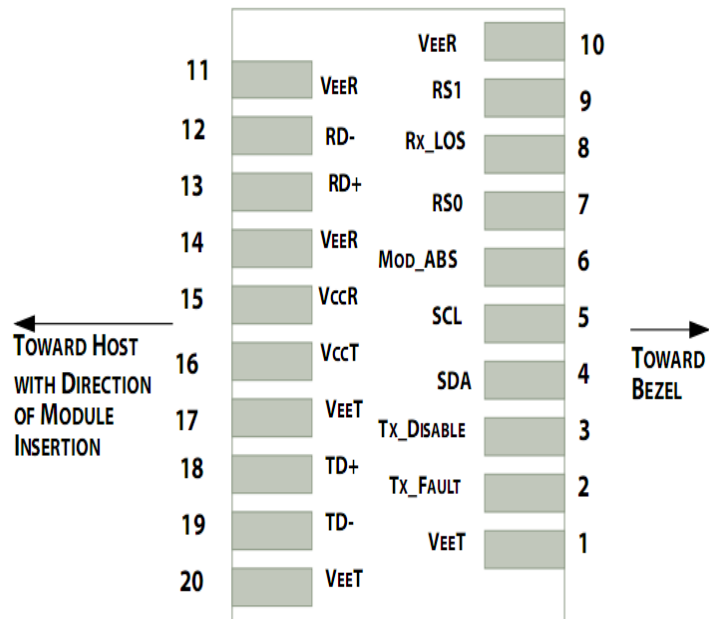 VEER 10
11 VEER
RS1 9
12 RD-
Rx_LOS 8
13 RD+
RS0 7
14 VEER
MOD_ABS 6
15 VCCR
SCL 5
16 VCCT
SDA 4
17 VEET
TX_DISABLE 3
18 TD+
TX_FAULT 2
19 TD-
VEET 1
20 VEET
TOWARD HOST
WITH DIRECTION
OF MODULE
INSERTION
TOWARD
BEZEL